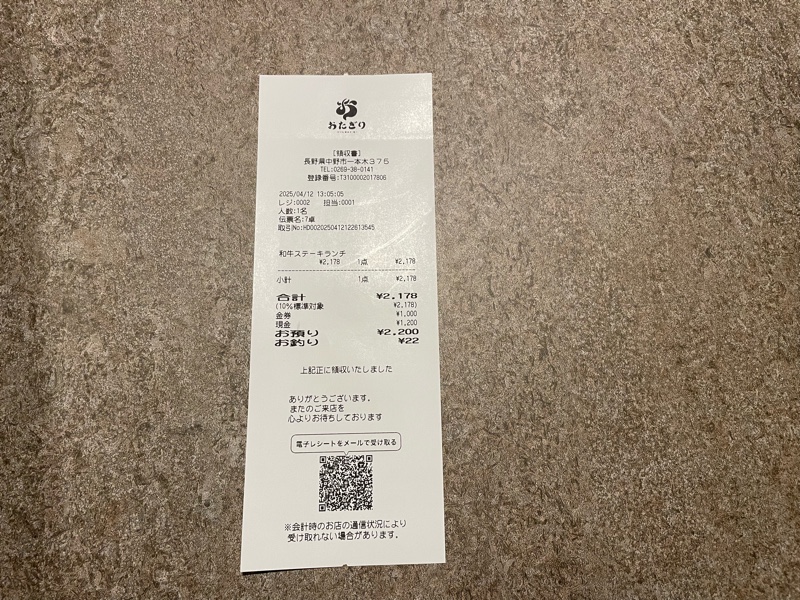 おたぎり
[領収書]
長野県中野市一本木375
TEL:0269-38-0141
登録番号:T3100002017806
2025/04/12 13:05:05
レジ:0002 担当:0001
人数:1名
伝票名:7卓
取引No:HD0020250412122613545
和牛ステーキランチ
¥2,178 1点 ¥2,178
小計 1点 ¥2,178
合計 ¥2,178
(10%標準対象 ¥2,178)
金券 ¥1,000
現金 ¥1,200
お預り ¥2,200
お釣り ¥22
上記正に領収いたしました
ありがとうございます。
またのご来店を
心よりお待ちしております
電子レシートをメールで受け取る
※会計時のお店の通信状況により
受け取れない場合があります。